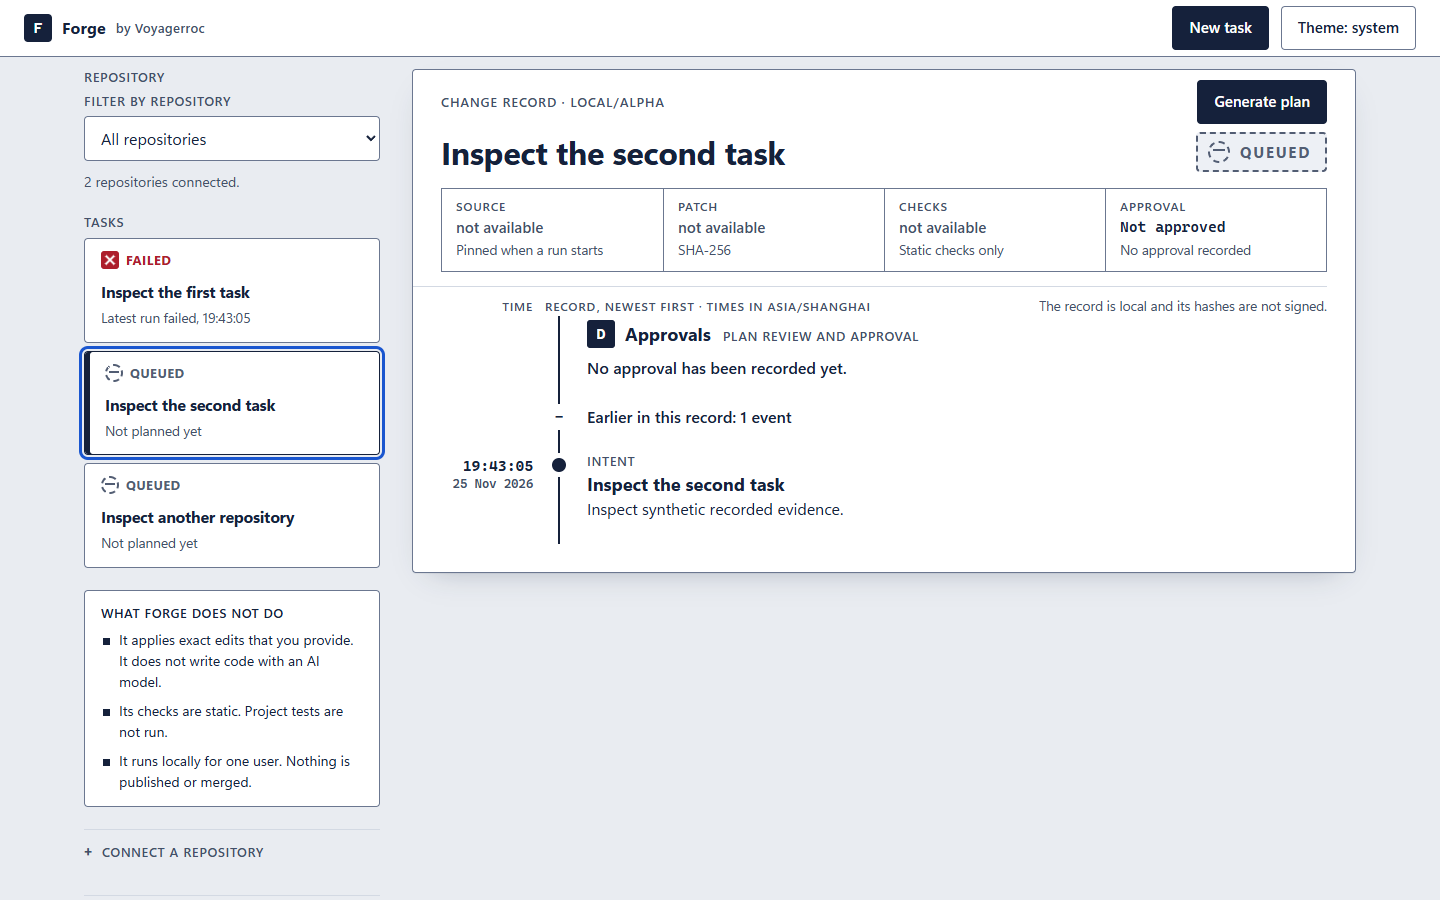 F Forge by Voyagerroc
New task
Theme: system
REPOSITORY
FILTER BY REPOSITORY
All repositories
2 repositories connected.
TASKS
FAILED
Inspect the first task
Latest run failed, 19:43:05
QUEUED
Inspect the second task
Not planned yet
QUEUED
Inspect another repository
Not planned yet
WHAT FORGE DOES NOT DO
It applies exact edits that you provide.
It does not write code with an AI
model.
Its checks are static. Project tests are
not run.
It runs locally for one user. Nothing is
published or merged.
+ CONNECT A REPOSITORY
CHANGE RECORD · LOCAL/ALPHA
Generate plan
Inspect the second task
QUEUED
SOURCE
not available
Pinned when a run starts
PATCH
not available
SHA-256
CHECKS
not available
Static checks only
APPROVAL
Not approved
No approval recorded
TIME RECORD, NEWEST FIRST · TIMES IN ASIA/SHANGHAI
The record is local and its hashes are not signed.
D Approvals PLAN REVIEW AND APPROVAL
No approval has been recorded yet.
– Earlier in this record: 1 event
19:43:05
25 Nov 2026
INTENT
Inspect the second task
Inspect synthetic recorded evidence.